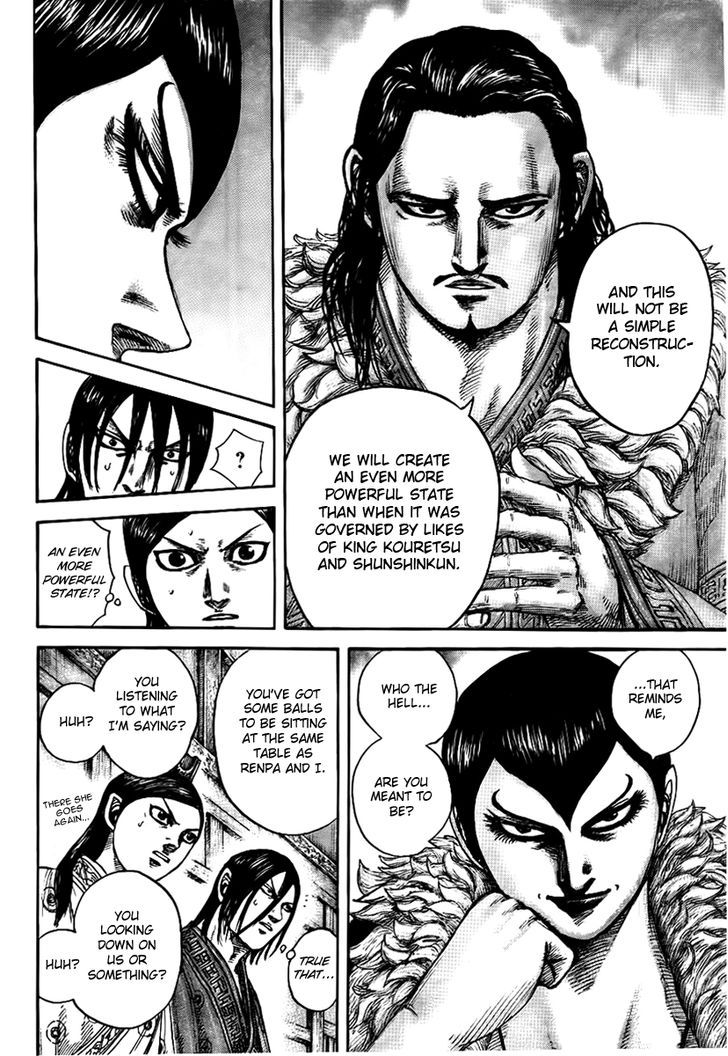 AND THIS
WILL NOT BE
A SIMPLE
RECONSTRUC-
TION.
WE WILL CREATE
AN EVEN MORE
POWERFUL STATE
THAN WHEN IT WAS
GOVERNED BY LIKES
OF KING KOURETSU
AND SHUNSHINKUN.
?
AN EVEN
MORE
POWERFUL
STATE!?
...THAT
REMINDS
ME,
WHO THE
HELL...
ARE YOU
MEANT TO
BE?
YOU'VE GOT
SOME BALLS
TO BE SITTING
AT THE SAME
TABLE AS
RENPA AND I.
YOU
LISTENING
TO WHAT
I'M SAYING?
HUH?
THERE SHE
GOES
AGAIN...
YOU
LOOKING
DOWN ON
US OR
SOMETHING?
HUH?
TRUE
THAT...